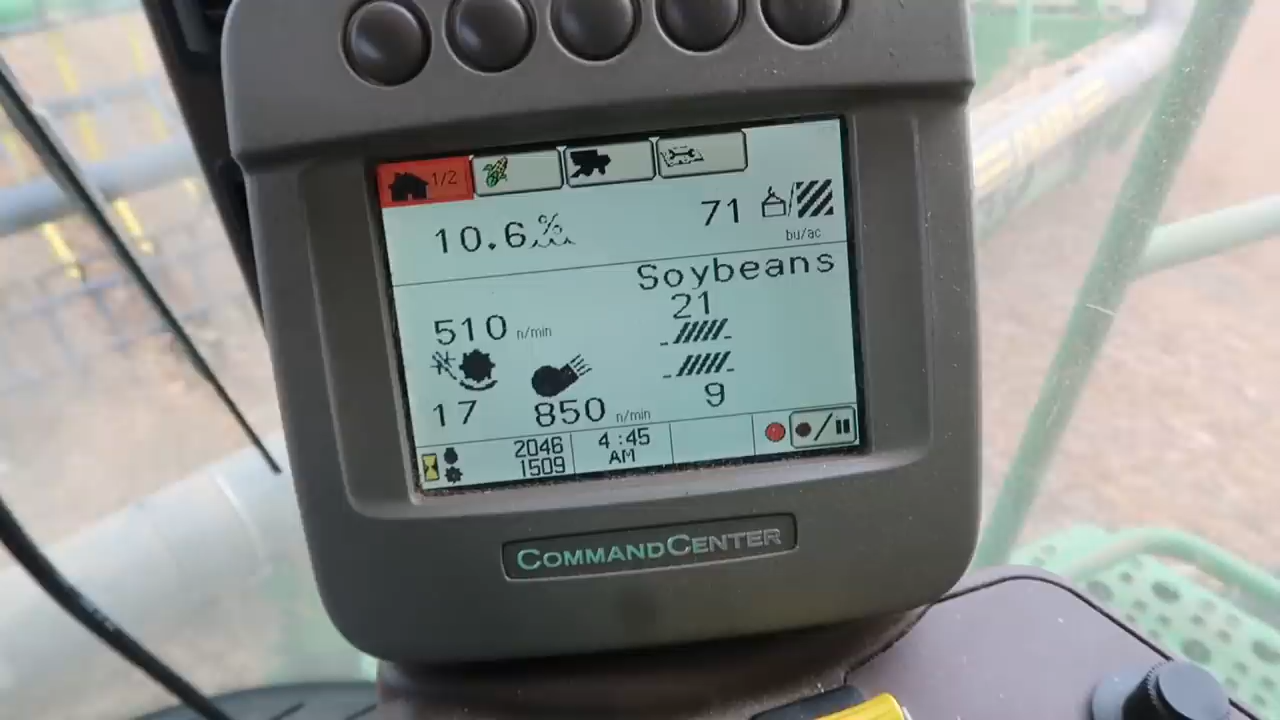 1/2
10.6 %
71
bu/ac
Soybeans
21
510 n/min
17
850 n/min
9
2046
1509
4:45
AM
COMMANDCENTER